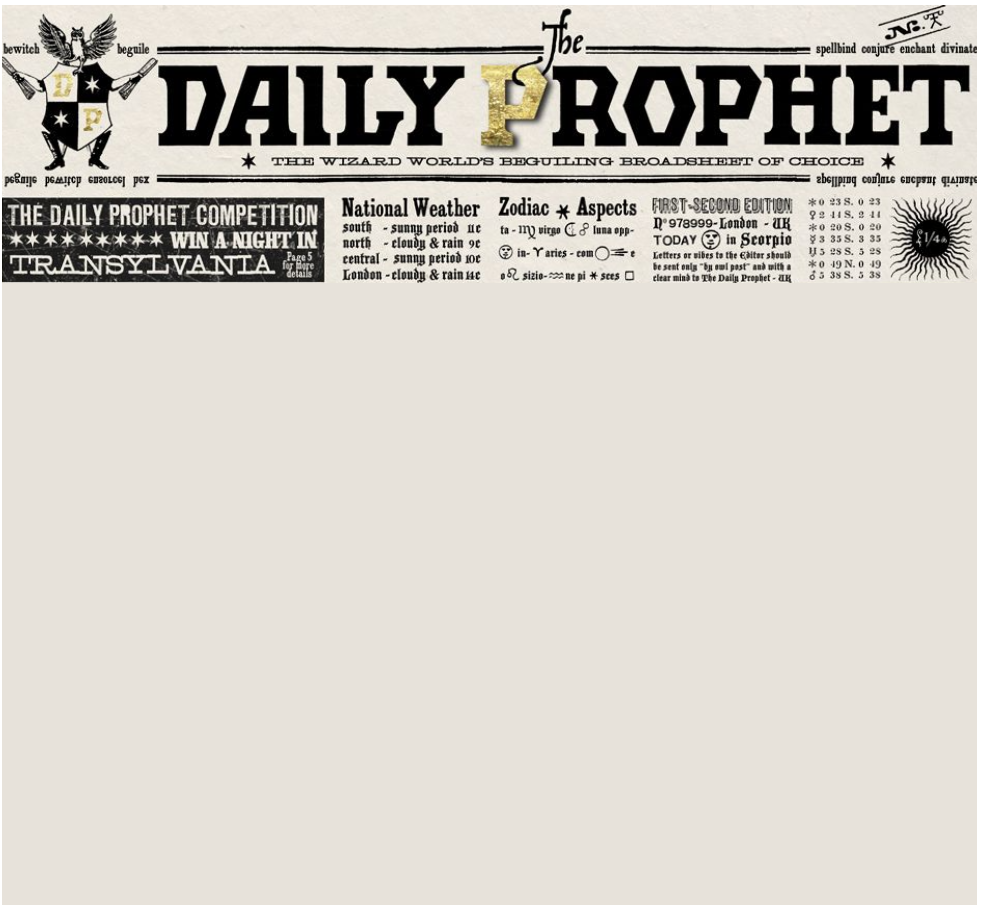 The
DAILY PROPHET
bewitch beguile
spellbind conjure enchant divinate
D P
THE WIZARD WORLD'S BEGUILING BROADSHEET OF CHOICE
beguile bewitch ensorcel hex
spellbind conjure enchant divinate
THE DAILY PROPHET COMPETITION
WIN A NIGHT IN
TRANSYLVANIA
Page 5
for More
details
National Weather
south - sunny period 11c
north - cloudy & rain 9c
central - sunny period 10c
London - cloudy & rain 14c
Zodiac * Aspects
ta - ♍ virgo ☾ ☍ luna opp-
in - ♈ aries - com e
o ♌ sizio - ♒ ne pi * sces □
FIRST-SECOND EDITION
Nº 978999 - London - UK
TODAY in Scorpio
Letters or vibes to the Editor should
be sent only "by owl post" and with a
clear mind to The Daily Prophet - UK
* 0 23 S. 0 23
♀ 2 44 S. 2 44
* 0 20 S. 0 20
☿ 3 35 S. 3 35
5 28 S. 5 28
* 0 49 N. 0 49
♂ 5 38 S. 5 38